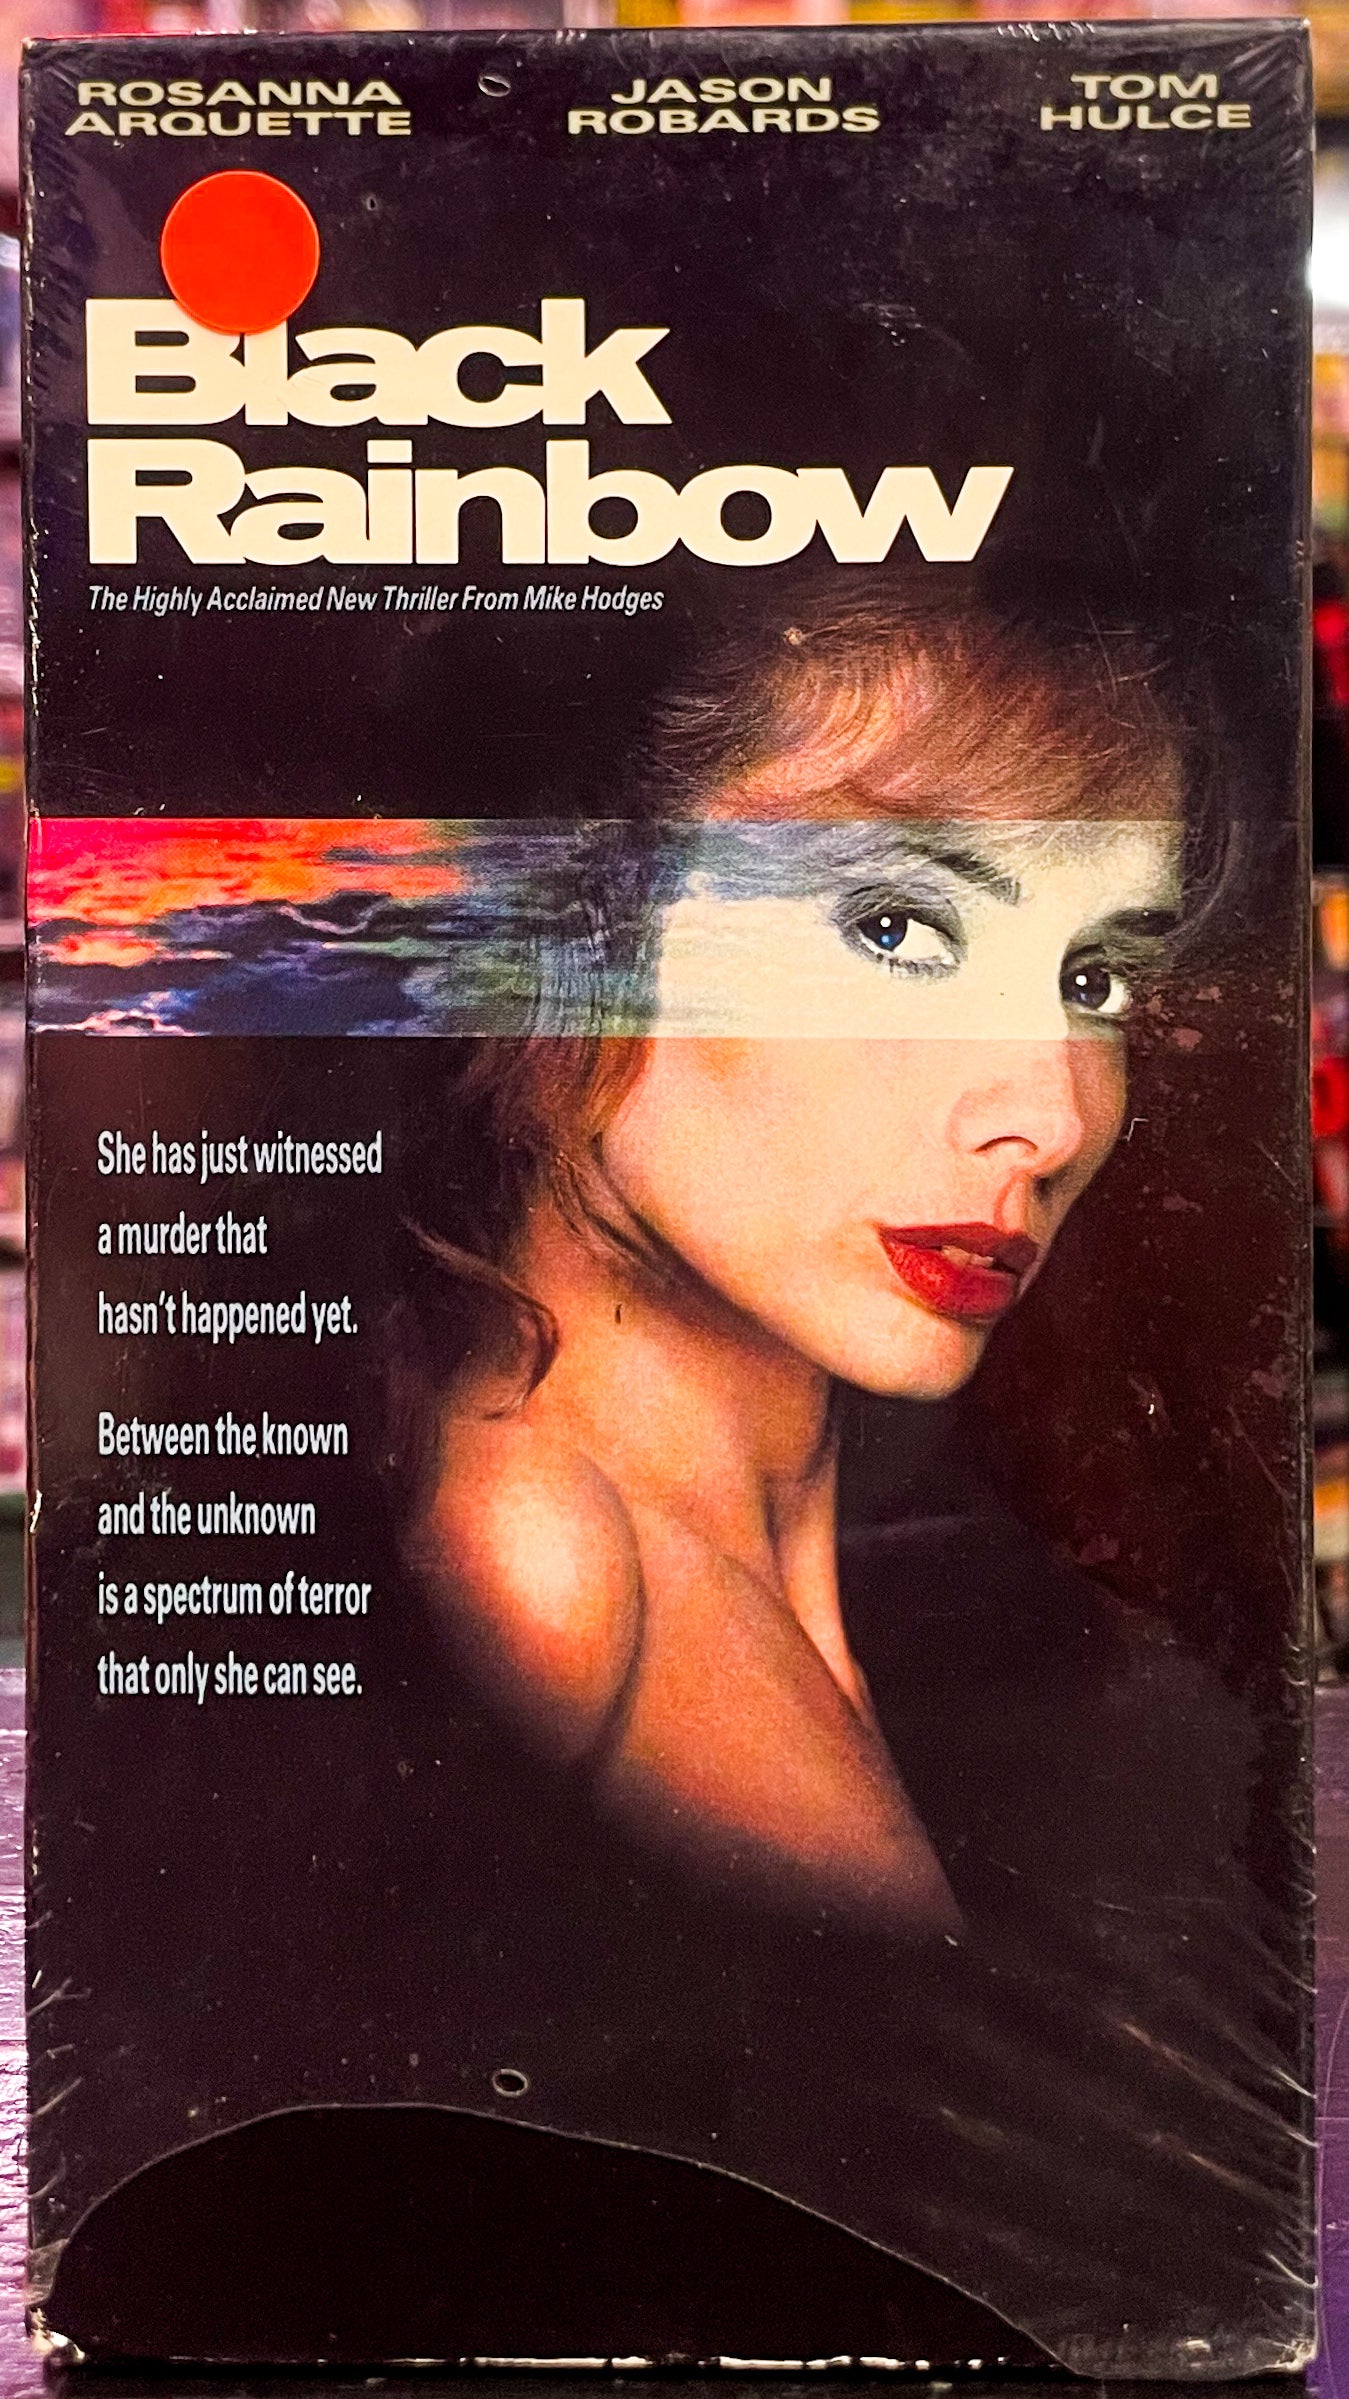 ROSANNA
ARQUETTE
JASON
ROBARDS
TOM
HULCE
Black
Rainbow
The Highly Acclaimed New Thriller From Mike Hodges
She has just witnessed
a murder that
hasn't happened yet.
Between the known
and the unknown
is a spectrum of terror
that only she can see.